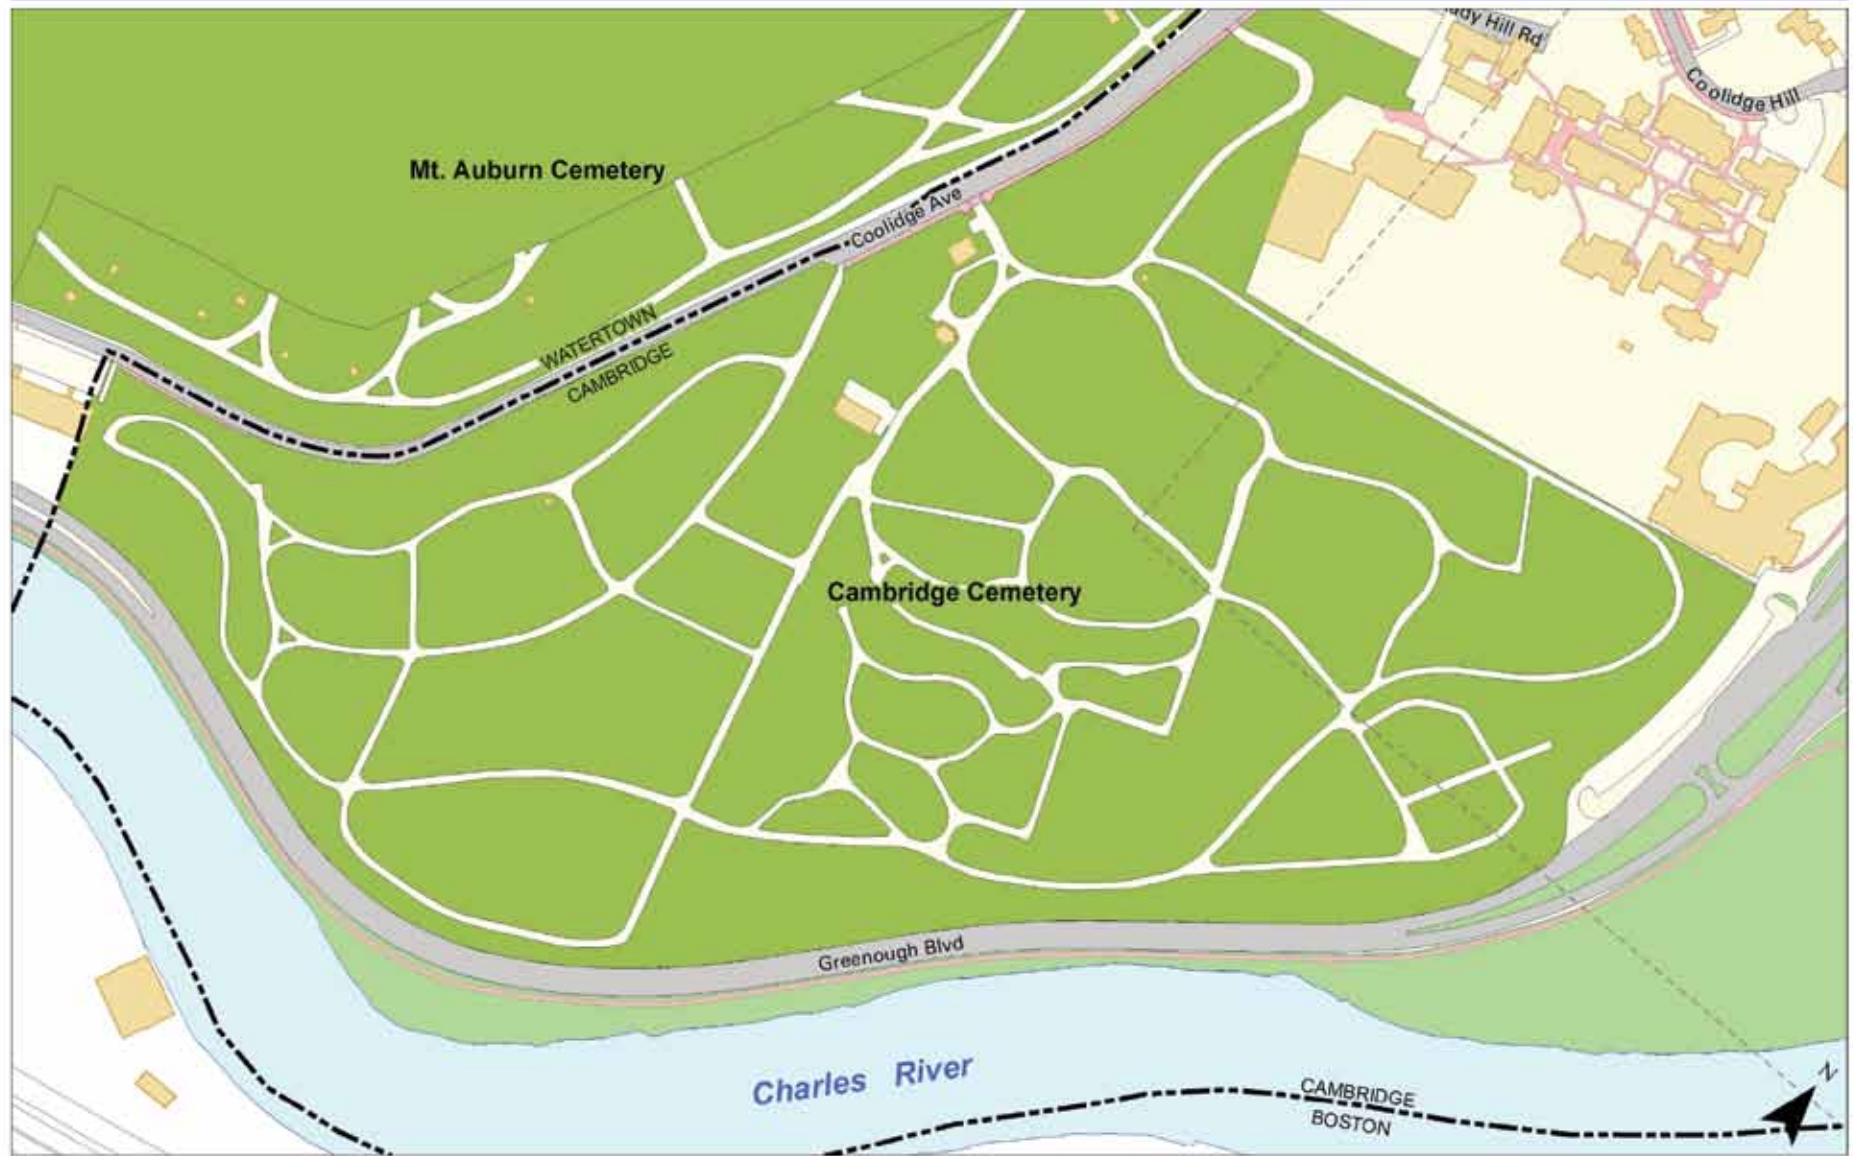 Hill Rd
Coolidge Hill
Mt. Auburn Cemetery
Coolidge Ave
WATERTOWN
CAMBRIDGE
Cambridge Cemetery
Greenough Blvd
Charles River
CAMBRIDGE
BOSTON
N